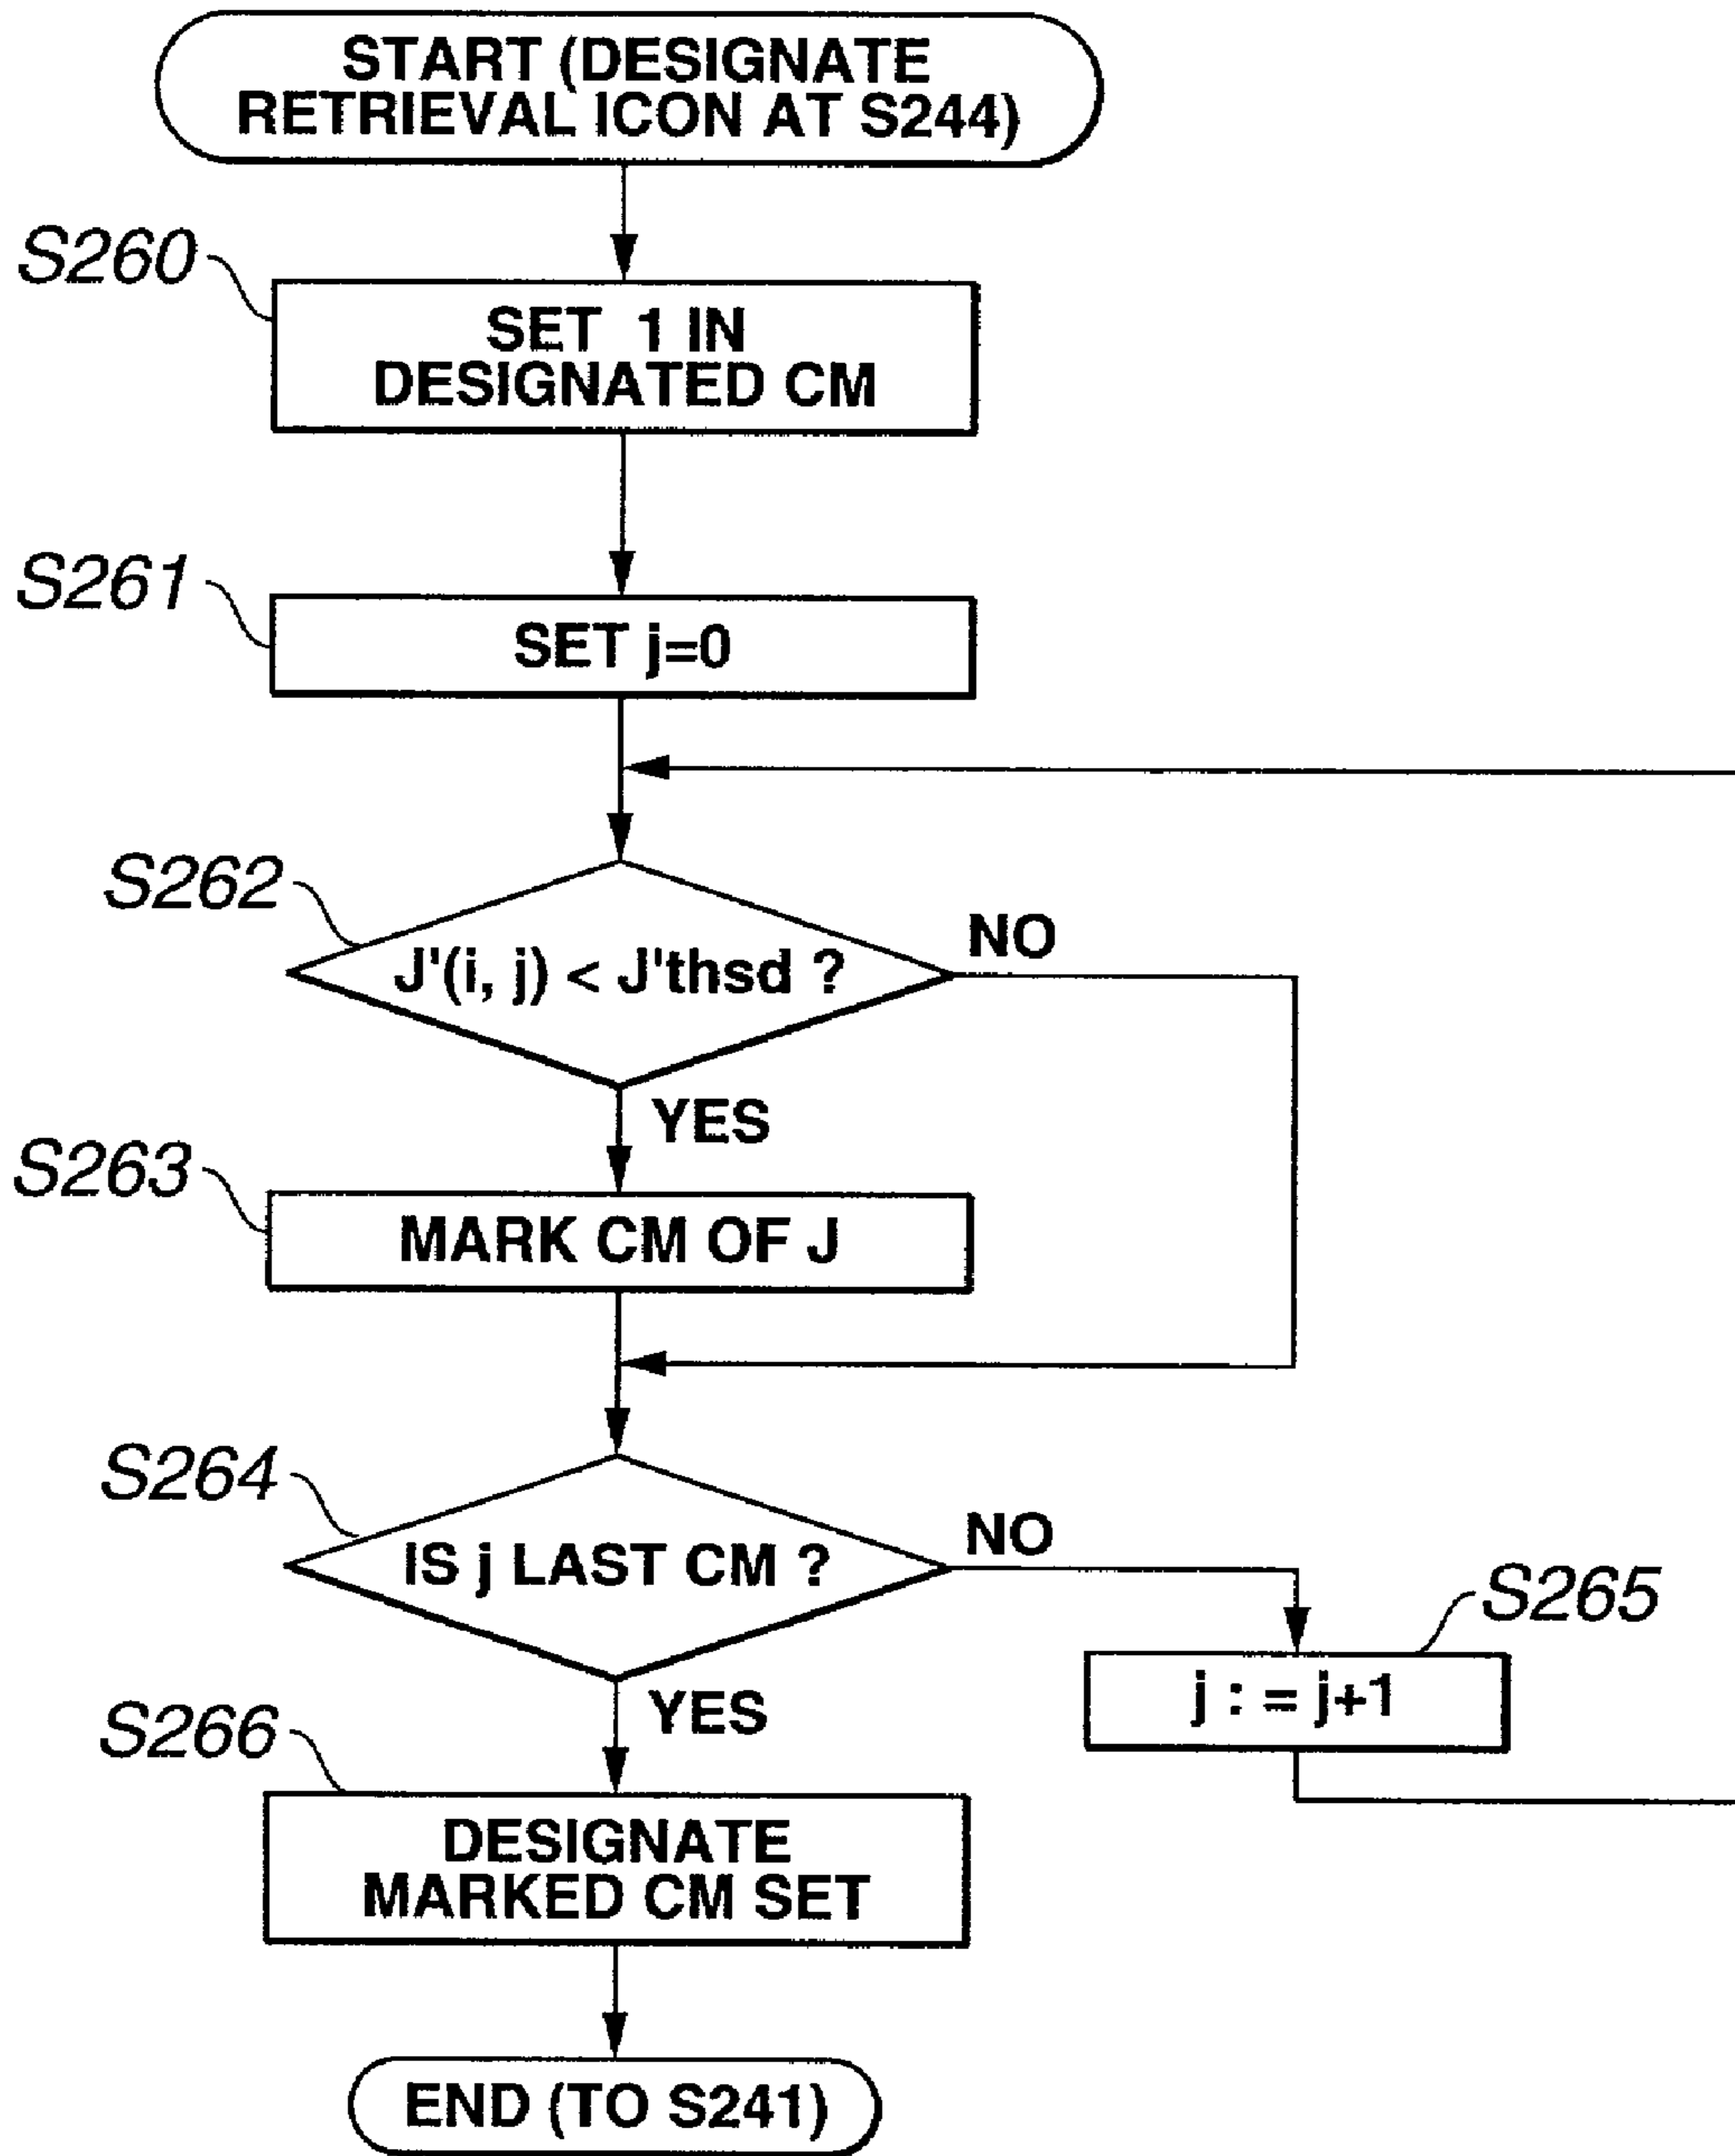 START (DESIGNATE
RETRIEVAL ICON AT S244)
S260
SET 1 IN
DESIGNATED CM
S261
SET j=0
S262
J'(i, j) < J'thsd ?
NO
YES
S263
MARK CM OF J
S264
IS j LAST CM ?
NO
S265
j : = j+1
YES
S266
DESIGNATE
MARKED CM SET
END (TO S241)